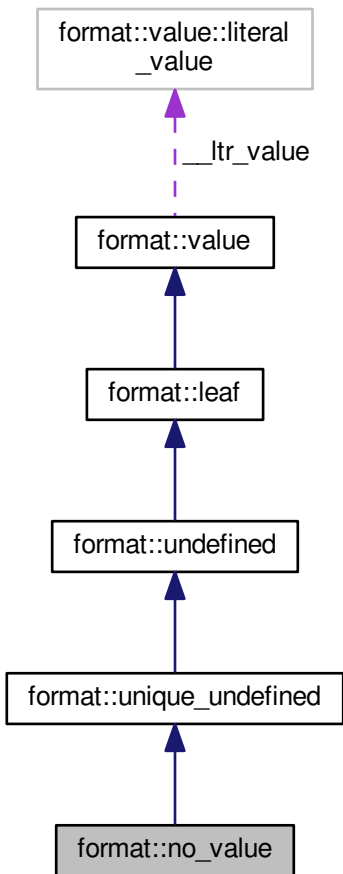 format::value::literal
_value
__ltr_value
format::value
format::leaf
format::undefined
format::unique_undefined
format::no_value